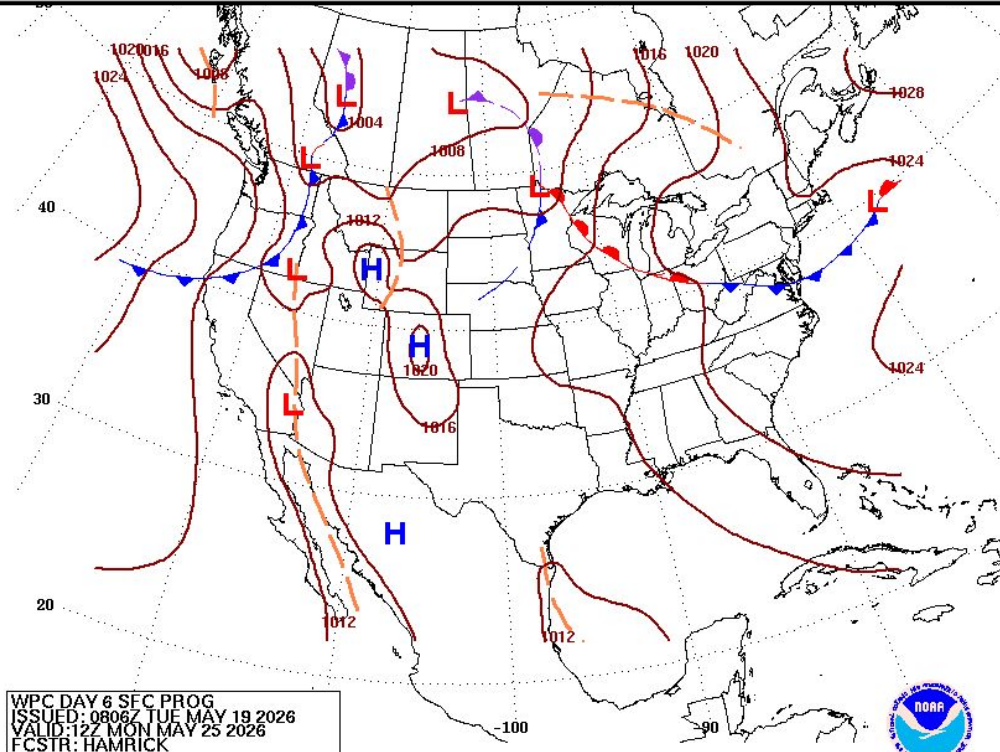 1020
1016
1016
1020
1024
1008
1028
L
L
1004
1008
L
1024
L
L
40
1012
L
H
H
1020
1024
30
L
1016
H
20
1012
1012
WPC DAY 6 SFC PROG
ISSUED: 0806Z TUE MAY 19 2026
VALID:12Z MON MAY 25 2026
FCSTR: HAMRICK
-100
-90
NOAA